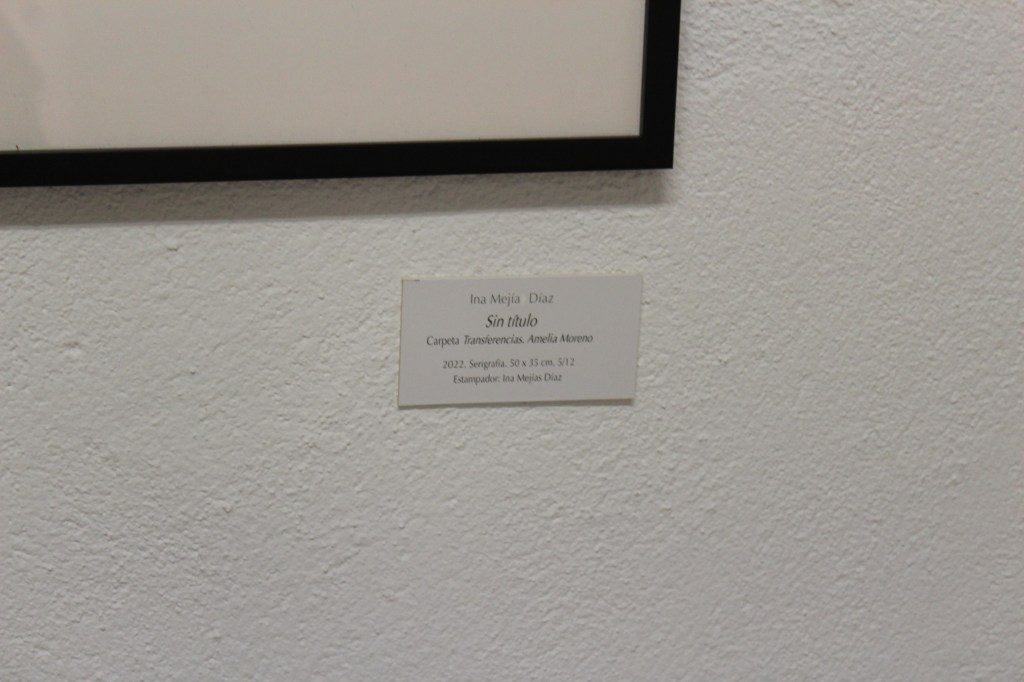 Ina Mejía Díaz
Sin título
Carpeta Transferencias. Amelia Moreno
2022. Serigrafía, 50 x 35 cm. 5/12
Estampador: Ina Mejías Díaz